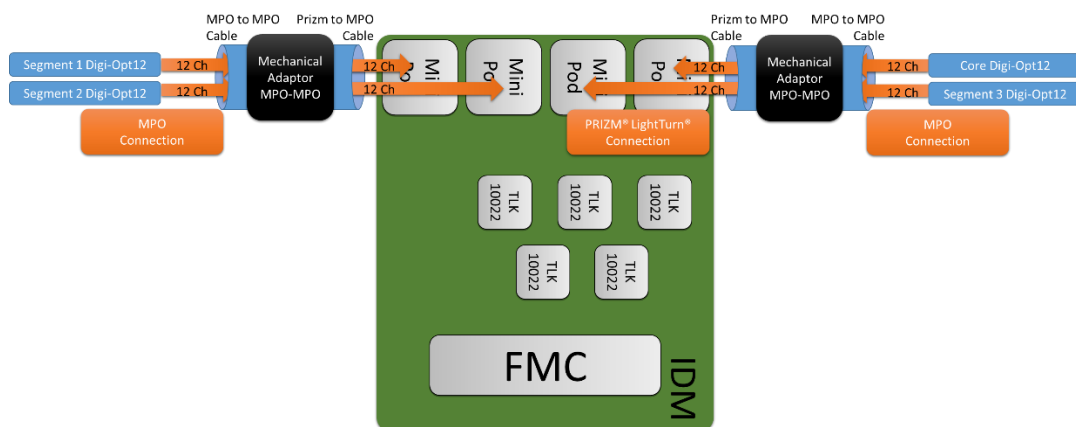 MPO to MPO
Cable
Prizm to MPO
Cable
Prizm to MPO
Cable
MPO to MPO
Cable
Segment 1 Digi-Opt12
12 Ch
Segment 2 Digi-Opt12
12 Ch
Mechanical
Adaptor
MPO-MPO
12 Ch
12 Ch
MPO
Connection
Mini
Pod
Mini
Pod
Mini
Pod
Mini
Pod
12 Ch
12 Ch
Mechanical
Adaptor
MPO-MPO
12 Ch
Core Digi-Opt12
12 Ch
Segment 3 Digi-Opt12
PRIZM® LightTurn®
Connection
MPO
Connection
TLK
10022
TLK
10022
TLK
10022
TLK
10022
TLK
10022
FMC
IDM